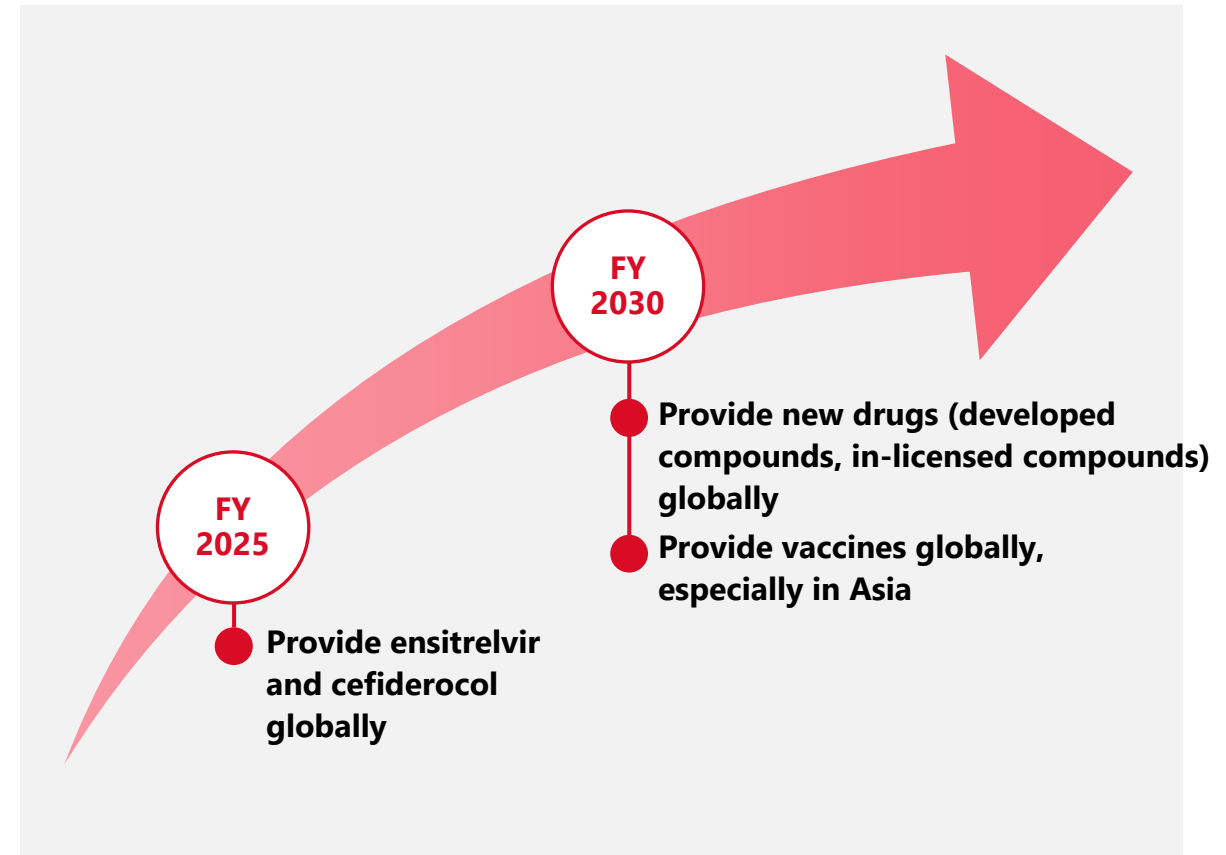 FY
2030
Provide new drugs (developed
compounds, in-licensed compounds)
globally
Provide vaccines globally,
especially in Asia
FY
2025
Provide ensitrelvir
and cefiderocol
globally